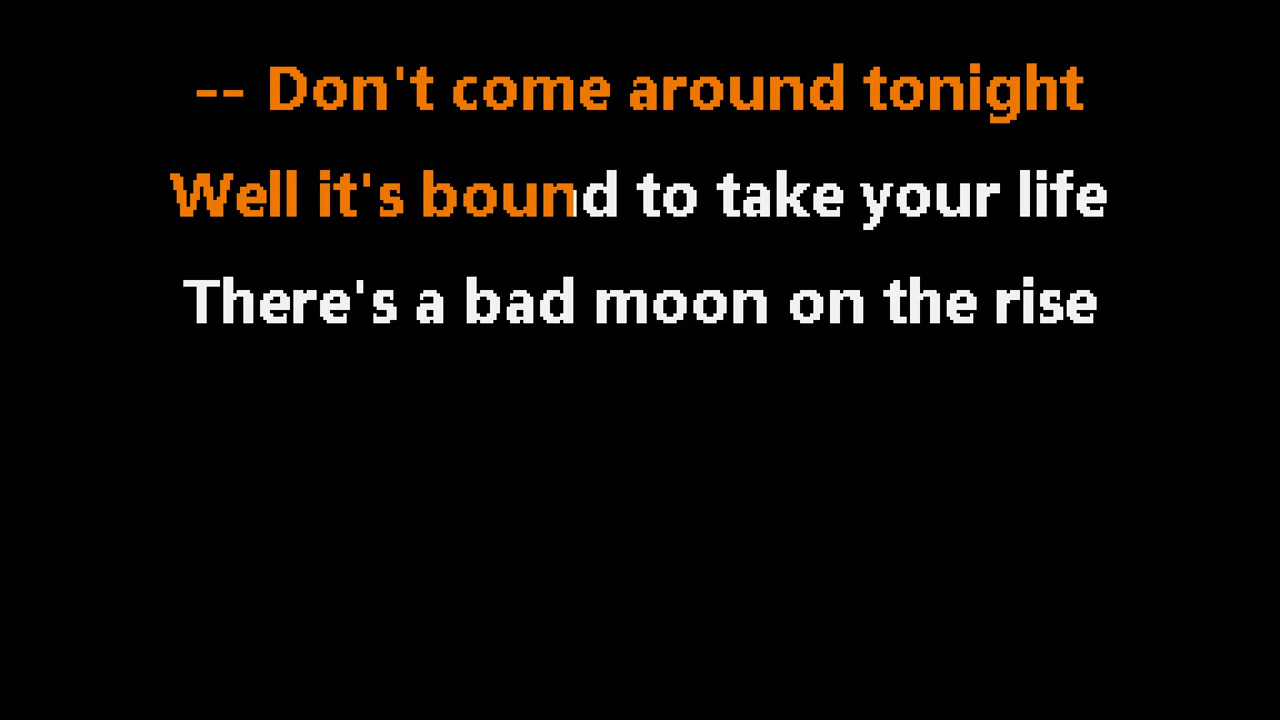 -- Don't come around tonight
Well it's bound to take your life
There's a bad moon on the rise